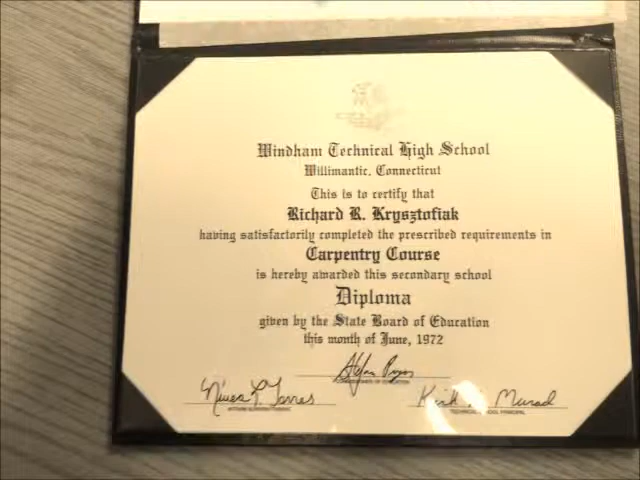 Windham Technical High School
Willimantic, Connecticut
This is to certify that
Richard R. Krysztofiak
having satisfactorily completed the prescribed requirements in
Carpentry Course
is hereby awarded this secondary school
Diploma
given by the State Board of Education
this month of June, 1972